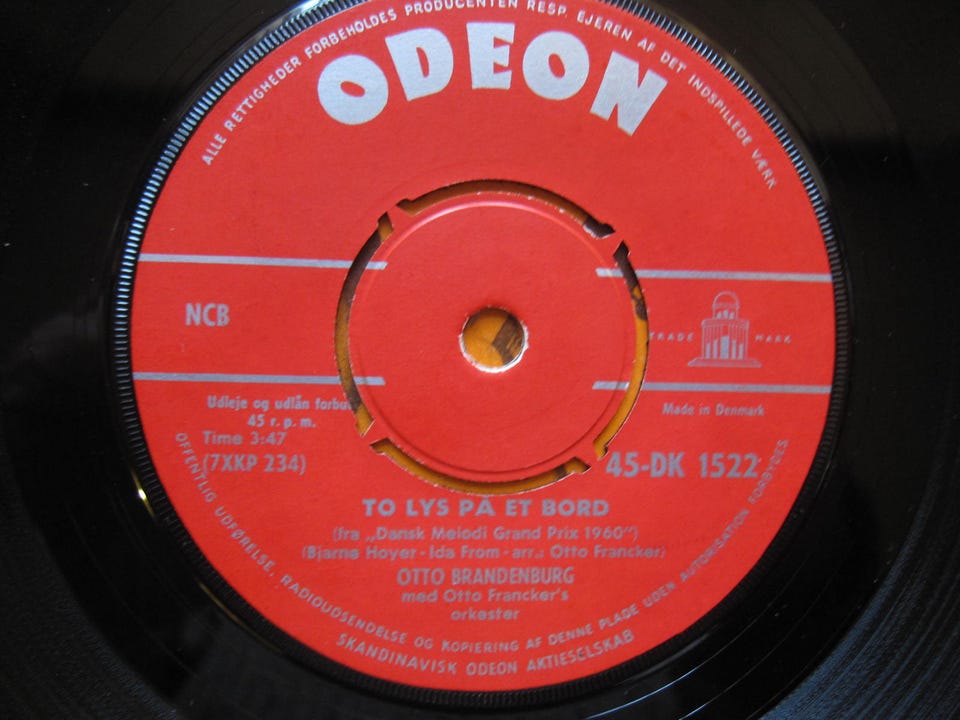 ALLE RETTIGHEDER FORBEHOLDES PRODUCENTEN RESP. EJEREN AF DET INDSPILLEDE VÆRK
ODEON
NCB
TRADE MARK
Udleje og udlån forbu
Made in Denmark
45 r. p. m.
Time 3:47
(7XKP 234)
45-DK 1522
TO LYS PÅ ET BORD
(fra „Dansk Melodi Grand Prix 1960")
(Bjarne Hoyer - Ida From - arr.: Otto Francker)
OTTO BRANDENBURG
med Otto Francker's
orkester
OFFENTLIG UDFØRELSE, RADIOUDSENDELSE OG KOPIERING AF DENNE PLADE UDEN AUTORISATION FORBYDES
SKANDINAVISK ODEON AKTIESELSKAB